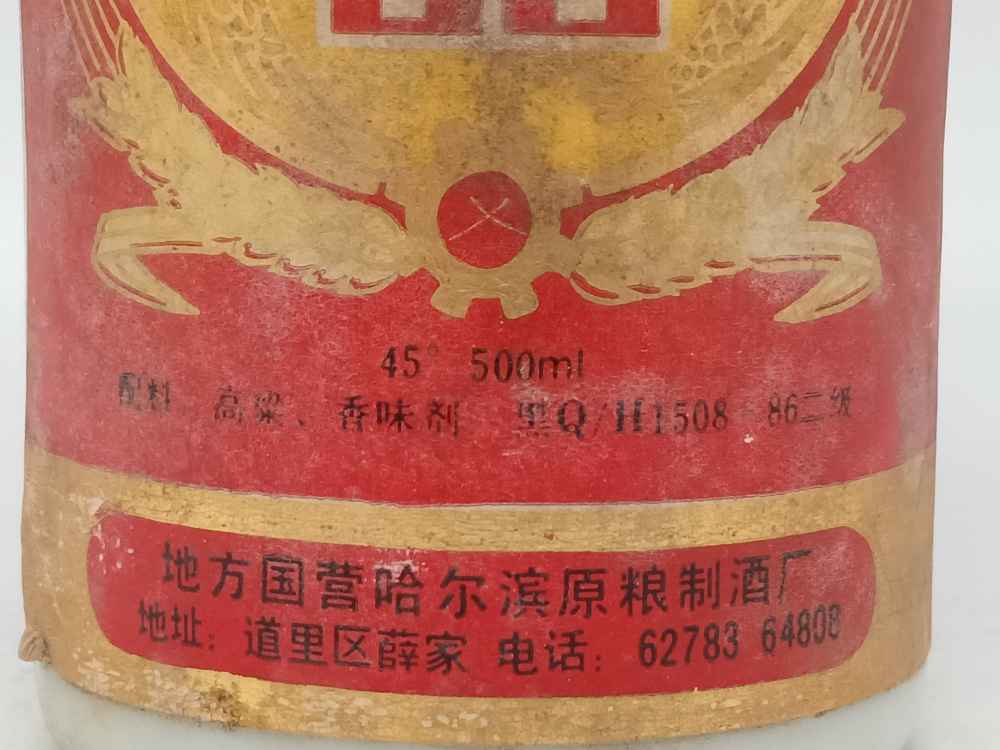 45° 500ml
配料 高粱、香味剂 黑Q/H1508-86二级
地方国营哈尔滨原粮制酒厂
地址：道里区薛家 电话：62783 64808